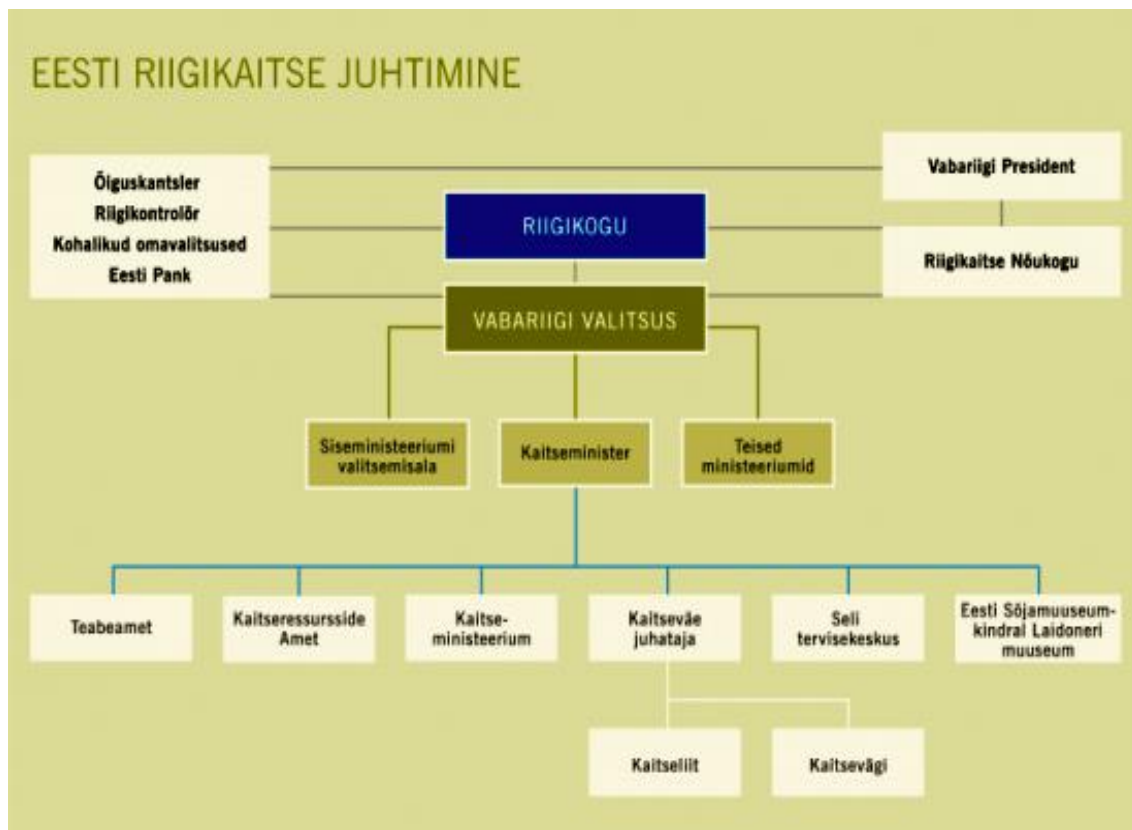 EESTI RIIGIKAITSE JUHTIMINE
Õiguskantsler
Riigikontrolör
Kohalikud omavalitsused
Eesti Pank
RIIGIKOGU
Vabariigi President
Riigikaitse Nõukogu
VABARIIGI VALITSUS
Siseministeeriumi
valitsemisala
Kaitseminister
Teised
ministeeriumid
Teabeamet
Kaitseressursside
Amet
Kaitse-
ministeerium
Kaitseväe
juhataja
Seli
tervisekeskus
Eesti Sõjamuuseum-
kindral Laidoneri
muuseum
Kaitseliit
Kaitsevägi